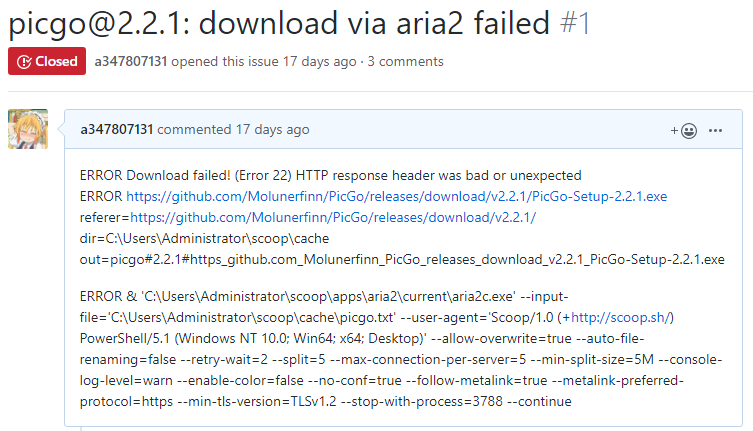 picgo@2.2.1: download via aria2 failed #1
Closed a347807131 opened this issue 17 days ago · 3 comments
a347807131 commented 17 days ago
ERROR Download failed! (Error 22) HTTP response header was bad or unexpected
ERROR https://github.com/Molunerfinn/PicGo/releases/download/v2.2.1/PicGo-Setup-2.2.1.exe
referer=https://github.com/Molunerfinn/PicGo/releases/download/v2.2.1/
dir=C:\Users\Administrator\scoop\cache
out=picgo#2.2.1#https_github.com_Molunerfinn_PicGo_releases_download_v2.2.1_PicGo-Setup-2.2.1.exe
ERROR & 'C:\Users\Administrator\scoop\apps\aria2\current\aria2c.exe' --input-
file='C:\Users\Administrator\scoop\cache\picgo.txt' --user-agent='Scoop/1.0 (+http://scoop.sh/)
PowerShell/5.1 (Windows NT 10.0; Win64; x64; Desktop)' --allow-overwrite=true --auto-file-
renaming=false --retry-wait=2 --split=5 --max-connection-per-server=5 --min-split-size=5M --console-
log-level=warn --enable-color=false --no-conf=true --follow-metalink=true --metalink-preferred-
protocol=https --min-tls-version=TLSv1.2 --stop-with-process=3788 --continue